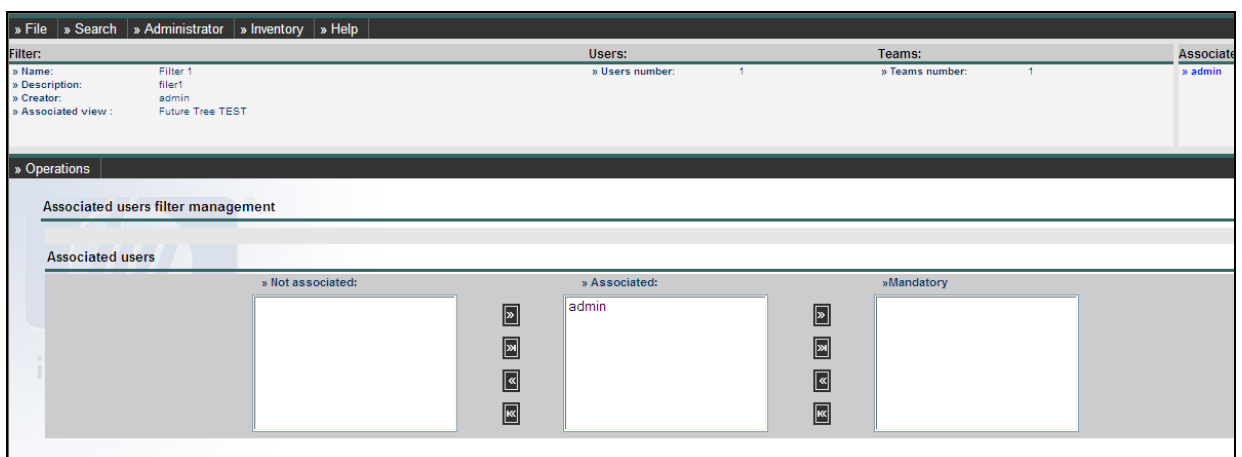 » File » Search » Administrator » Inventory » Help
Filter: Users: Teams: Associate
» Name: Filter 1 » Users number: 1 » Teams number: 1 » admin
» Description: filer1
» Creator: admin
» Associated view : Future Tree TEST
» Operations
Associated users filter management
Associated users
» Not associated: » Associated: »Mandatory
admin